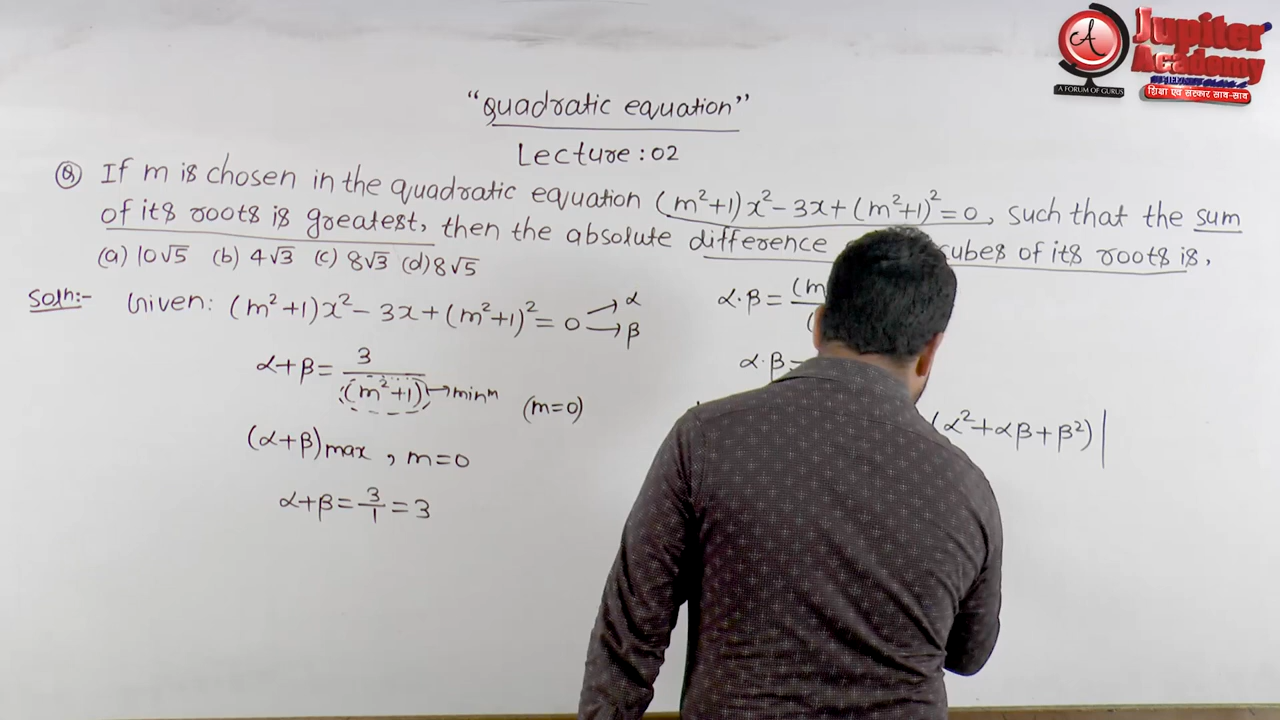 Jupiter
Academy
A FORUM OF GURUS
शिक्षा एवं संस्कार साथ-साथ
"Quadratic equation"
Lecture : 02
Q If m is chosen in the quadratic equation (m²+1)x² - 3x + (m²+1)² = 0, such that the sum
of its roots is greatest, then the absolute difference cubes of its roots is,
(a) 10√5 (b) 4√3 (c) 8√3 (d) 8√5
Solh:- Given: (m²+1)x² - 3x + (m²+1)² = 0 → α
→ β
α·β = (m
α+β = 3/(m²+1) → minᵐ (m=0)
α·β
(α²+αβ+β²)|
(α+β)max , m=0
α+β = 3/1 = 3